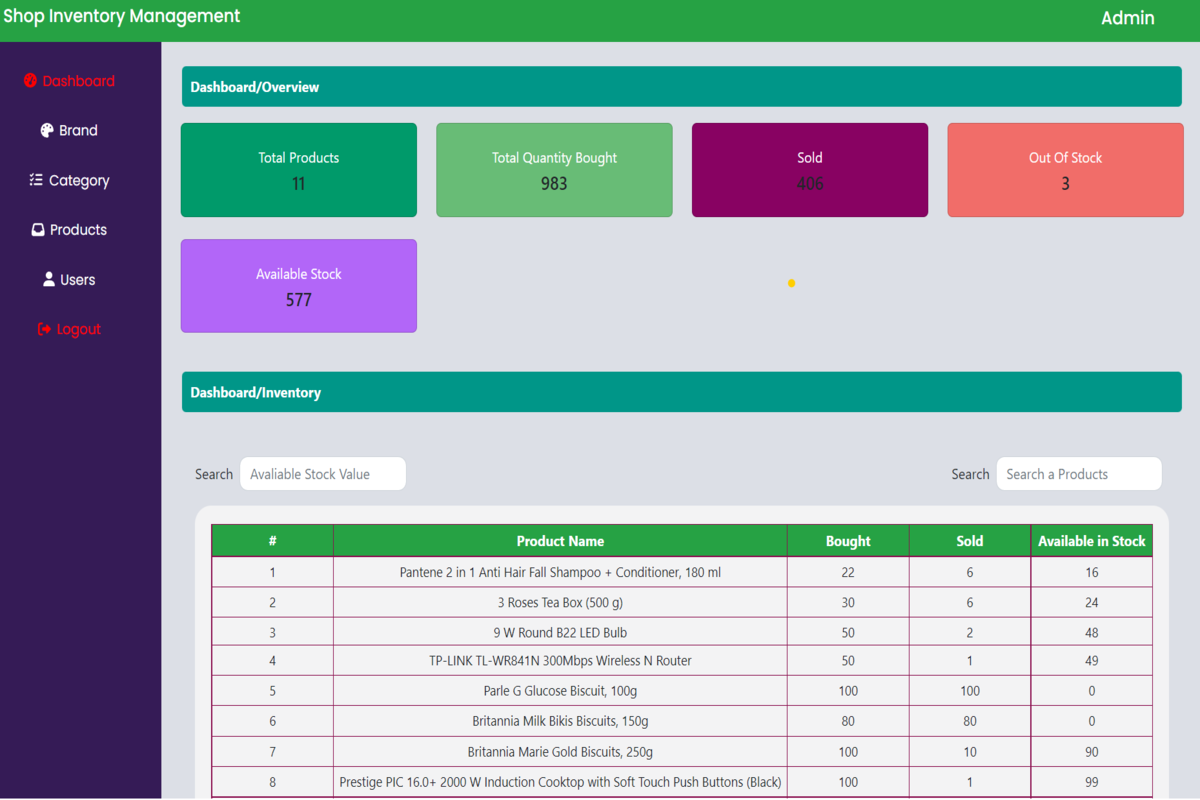 Shop Inventory Management Admin
Dashboard
Brand
Category
Products
Users
Logout
Dashboard/Overview
Total Products
11
Total Quantity Bought
983
Sold
406
Out Of Stock
3
Available Stock
577
Dashboard/Inventory
Search Avaliable Stock Value Search Search a Products
# Product Name Bought Sold Available in Stock
1 Pantene 2 in 1 Anti Hair Fall Shampoo + Conditioner, 180 ml 22 6 16
2 3 Roses Tea Box (500 g) 30 6 24
3 9 W Round B22 LED Bulb 50 2 48
4 TP-LINK TL-WR841N 300Mbps Wireless N Router 50 1 49
5 Parle G Glucose Biscuit, 100g 100 100 0
6 Britannia Milk Bikis Biscuits, 150g 80 80 0
7 Britannia Marie Gold Biscuits, 250g 100 10 90
8 Prestige PIC 16.0+ 2000 W Induction Cooktop with Soft Touch Push Buttons (Black) 100 1 99